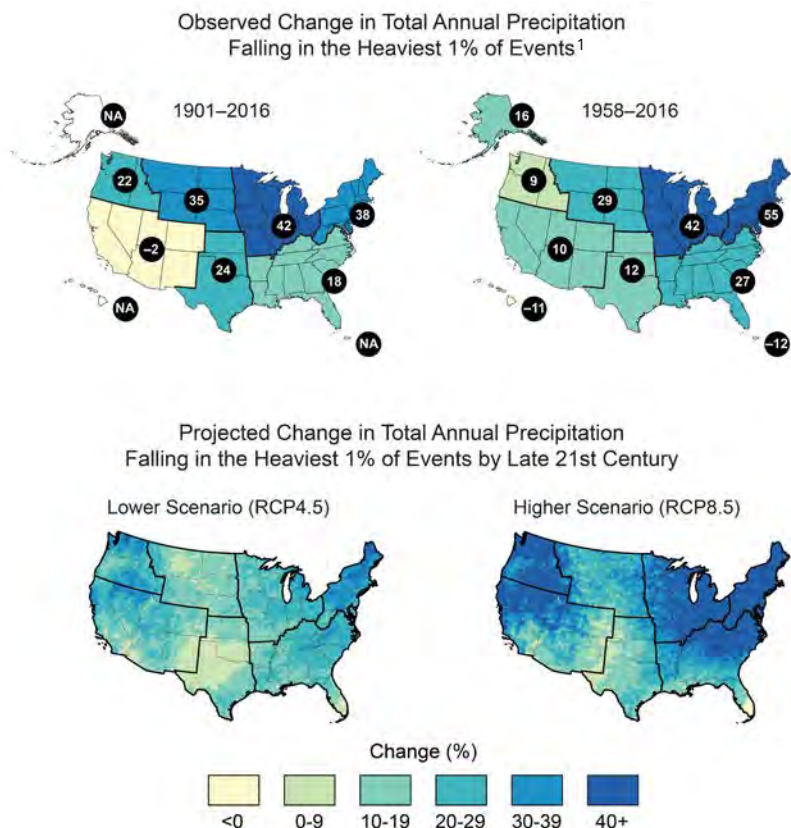 Observed Change in Total Annual Precipitation
Falling in the Heaviest 1% of Events1
1901–2016
1958–2016
NA
22
35
42
38
–2
24
18
NA
NA
16
9
29
42
55
10
12
27
–11
–12
Projected Change in Total Annual Precipitation
Falling in the Heaviest 1% of Events by Late 21st Century
Lower Scenario (RCP4.5)
Higher Scenario (RCP8.5)
Change (%)
<0
0-9
10-19
20-29
30-39
40+